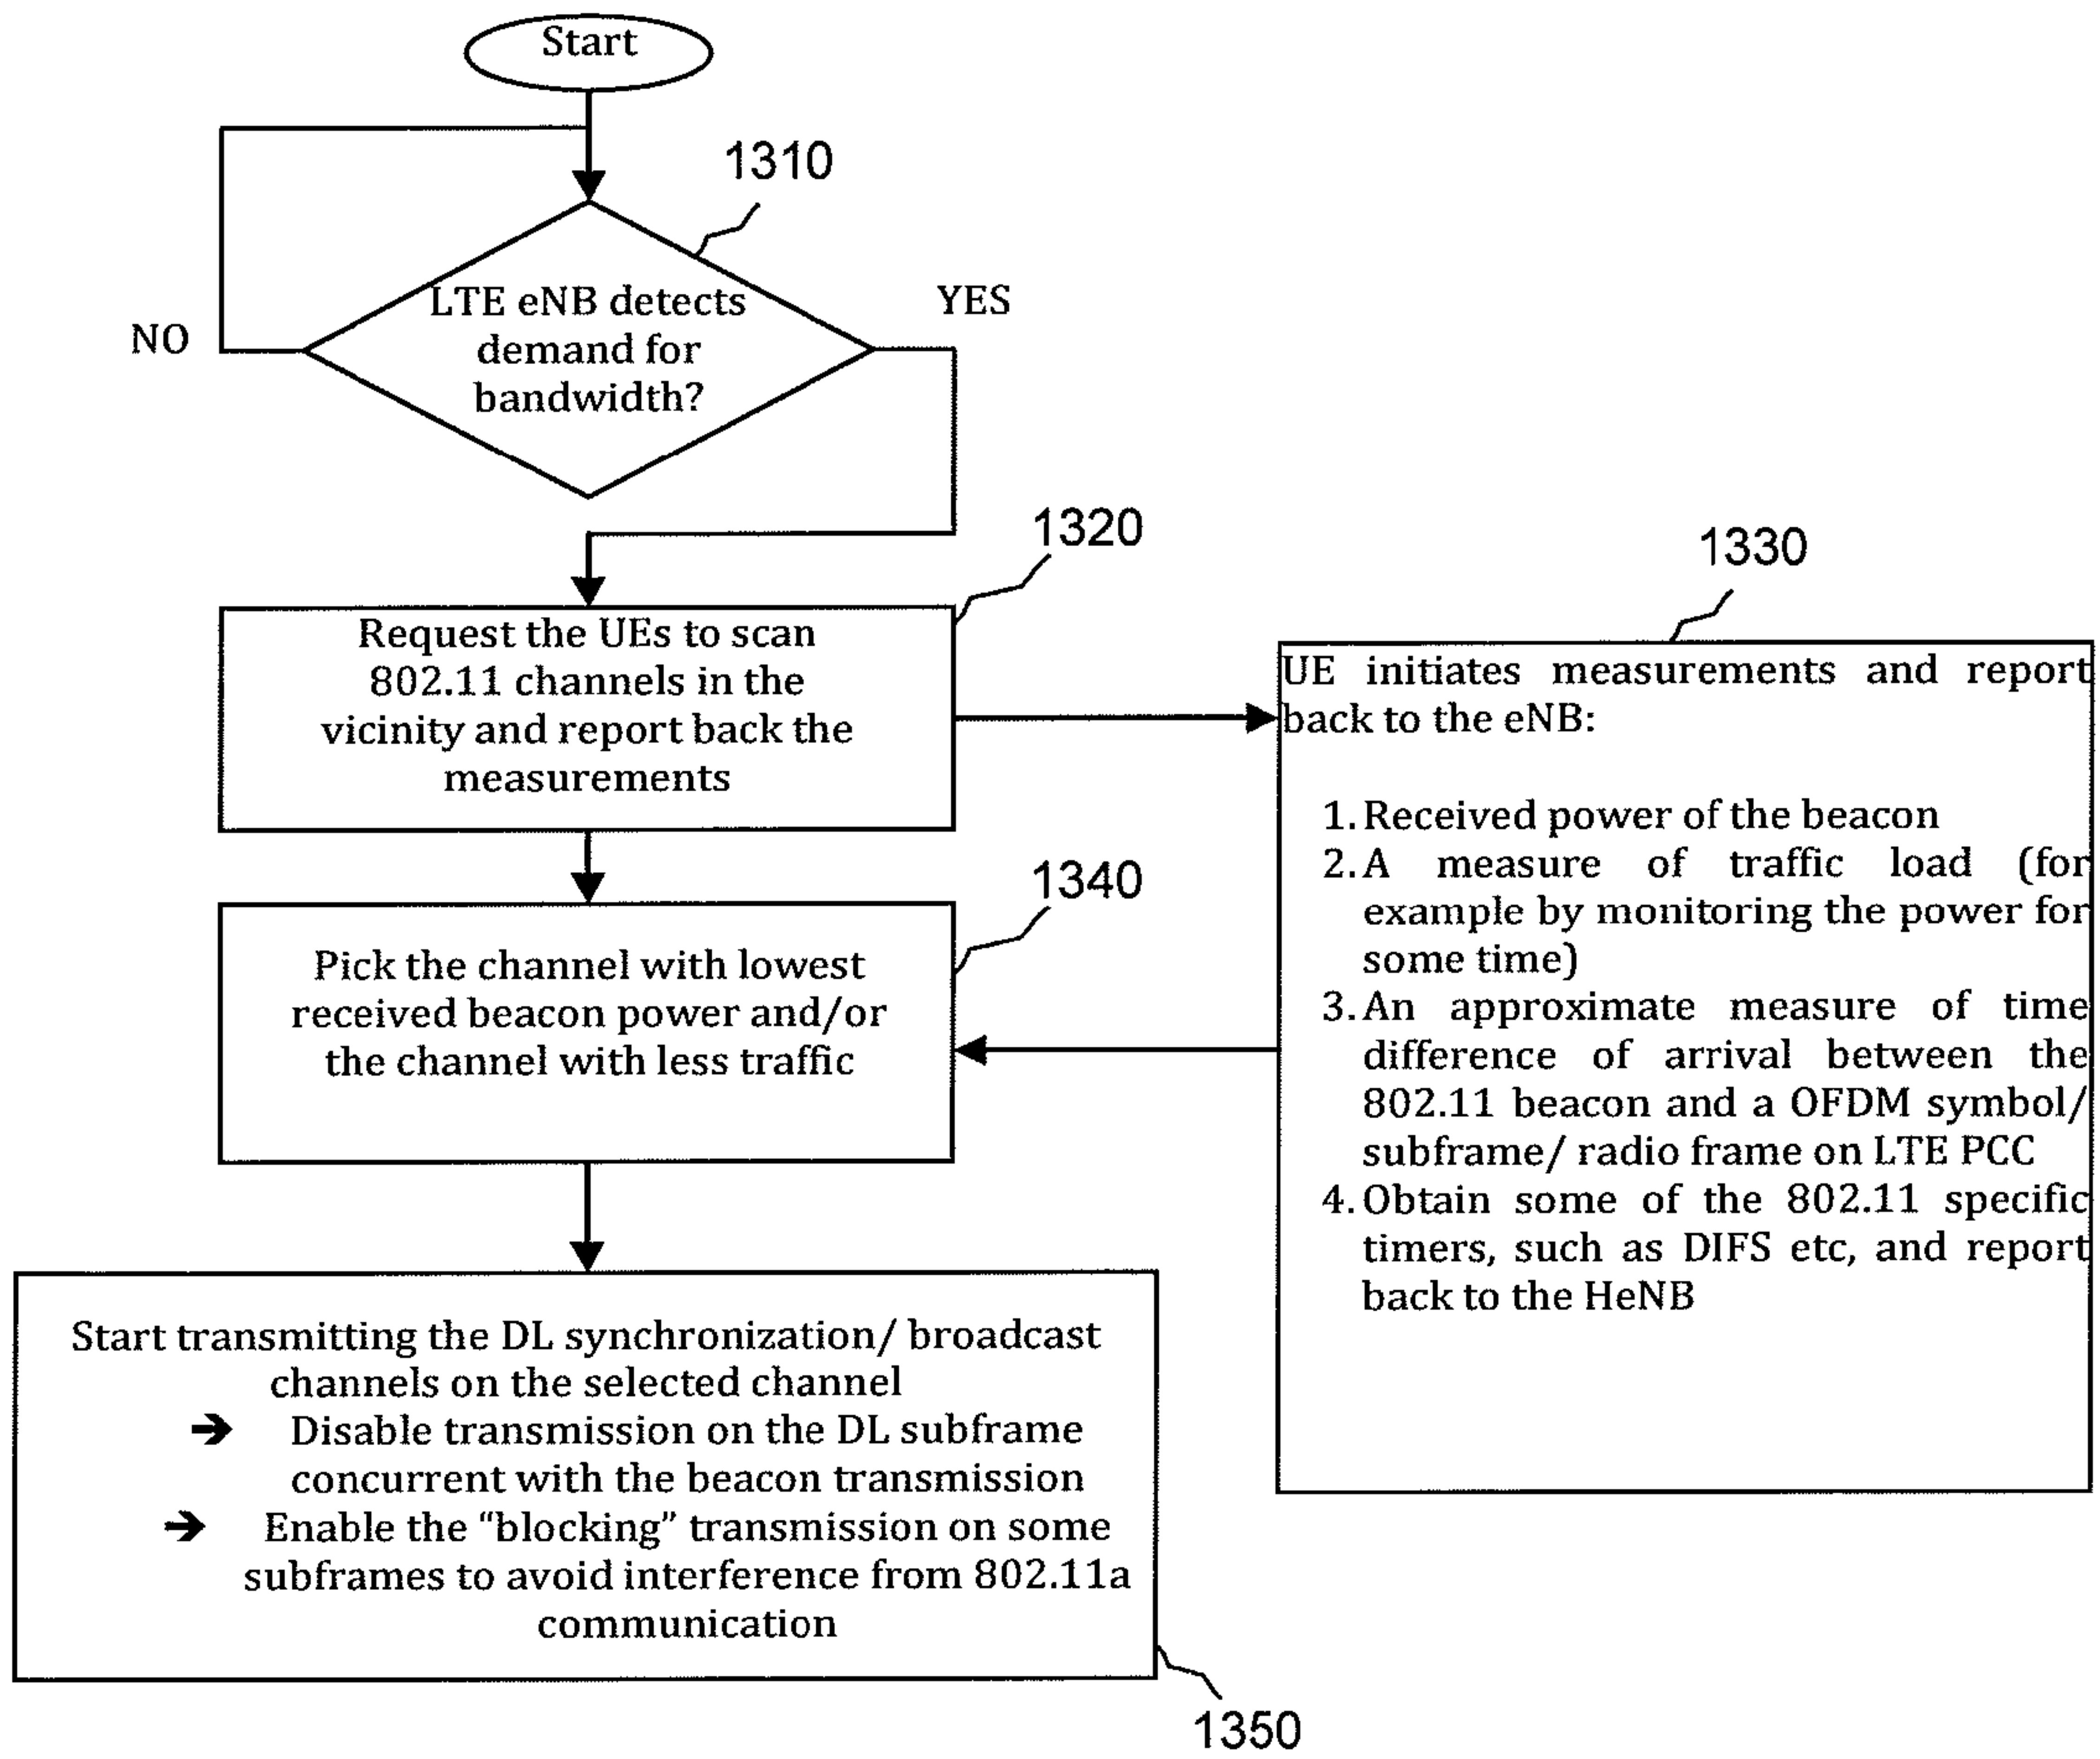 Start
1310
LTE eNB detects
demand for
bandwidth?
NO
YES
1320
Request the UEs to scan
802.11 channels in the
vicinity and report back the
measurements
1330
UE initiates measurements and report
back to the eNB:
1. Received power of the beacon
2. A measure of traffic load (for
example by monitoring the power for
some time)
3. An approximate measure of time
difference of arrival between the
802.11 beacon and a OFDM symbol/
subframe/ radio frame on LTE PCC
4. Obtain some of the 802.11 specific
timers, such as DIFS etc, and report
back to the HeNB
1340
Pick the channel with lowest
received beacon power and/or
the channel with less traffic
Start transmitting the DL synchronization/ broadcast
channels on the selected channel
➔ Disable transmission on the DL subframe
concurrent with the beacon transmission
➔ Enable the “blocking” transmission on some
subframes to avoid interference from 802.11a
communication
1350